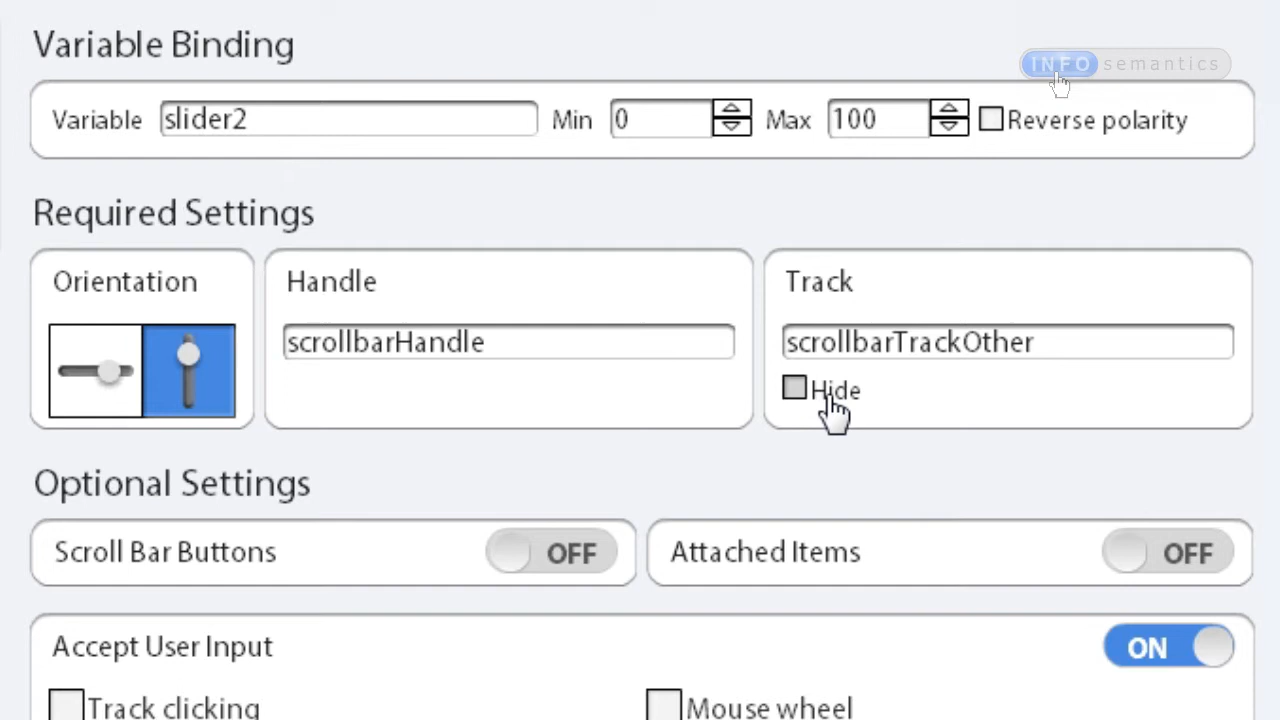 Variable Binding
INFO semantics
Variable slider2 Min 0 Max 100 Reverse polarity
Required Settings
Orientation Handle Track
scrollbarHandle scrollbarTrackOther
Hide
Optional Settings
Scroll Bar Buttons OFF Attached Items OFF
Accept User Input ON
Track clicking Mouse wheel